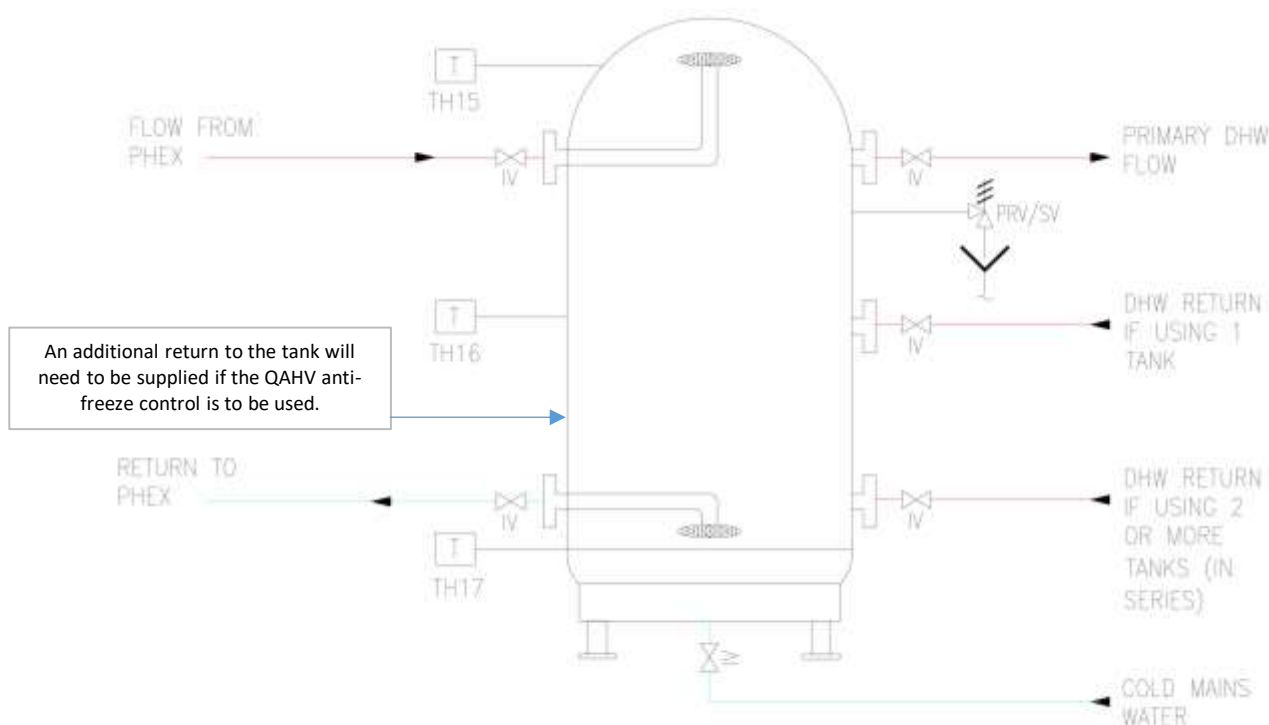 T
TH15
FLOW FROM
PHEX
IV
IV
PRIMARY DHW
FLOW
PRV/SV
T
TH16
IV
DHW RETURN
IF USING 1
TANK
An additional return to the tank will
need to be supplied if the QAHV anti-
freeze control is to be used.
RETURN TO
PHEX
IV
IV
DHW RETURN
IF USING 2
OR MORE
TANKS (IN
SERIES)
T
TH17
IV
COLD MAINS
WATER